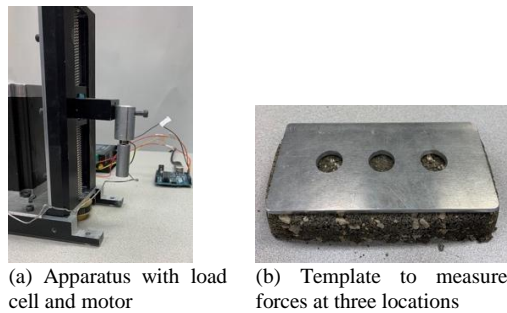 (a) Apparatus with load
cell and motor
(b) Template to measure
forces at three locations